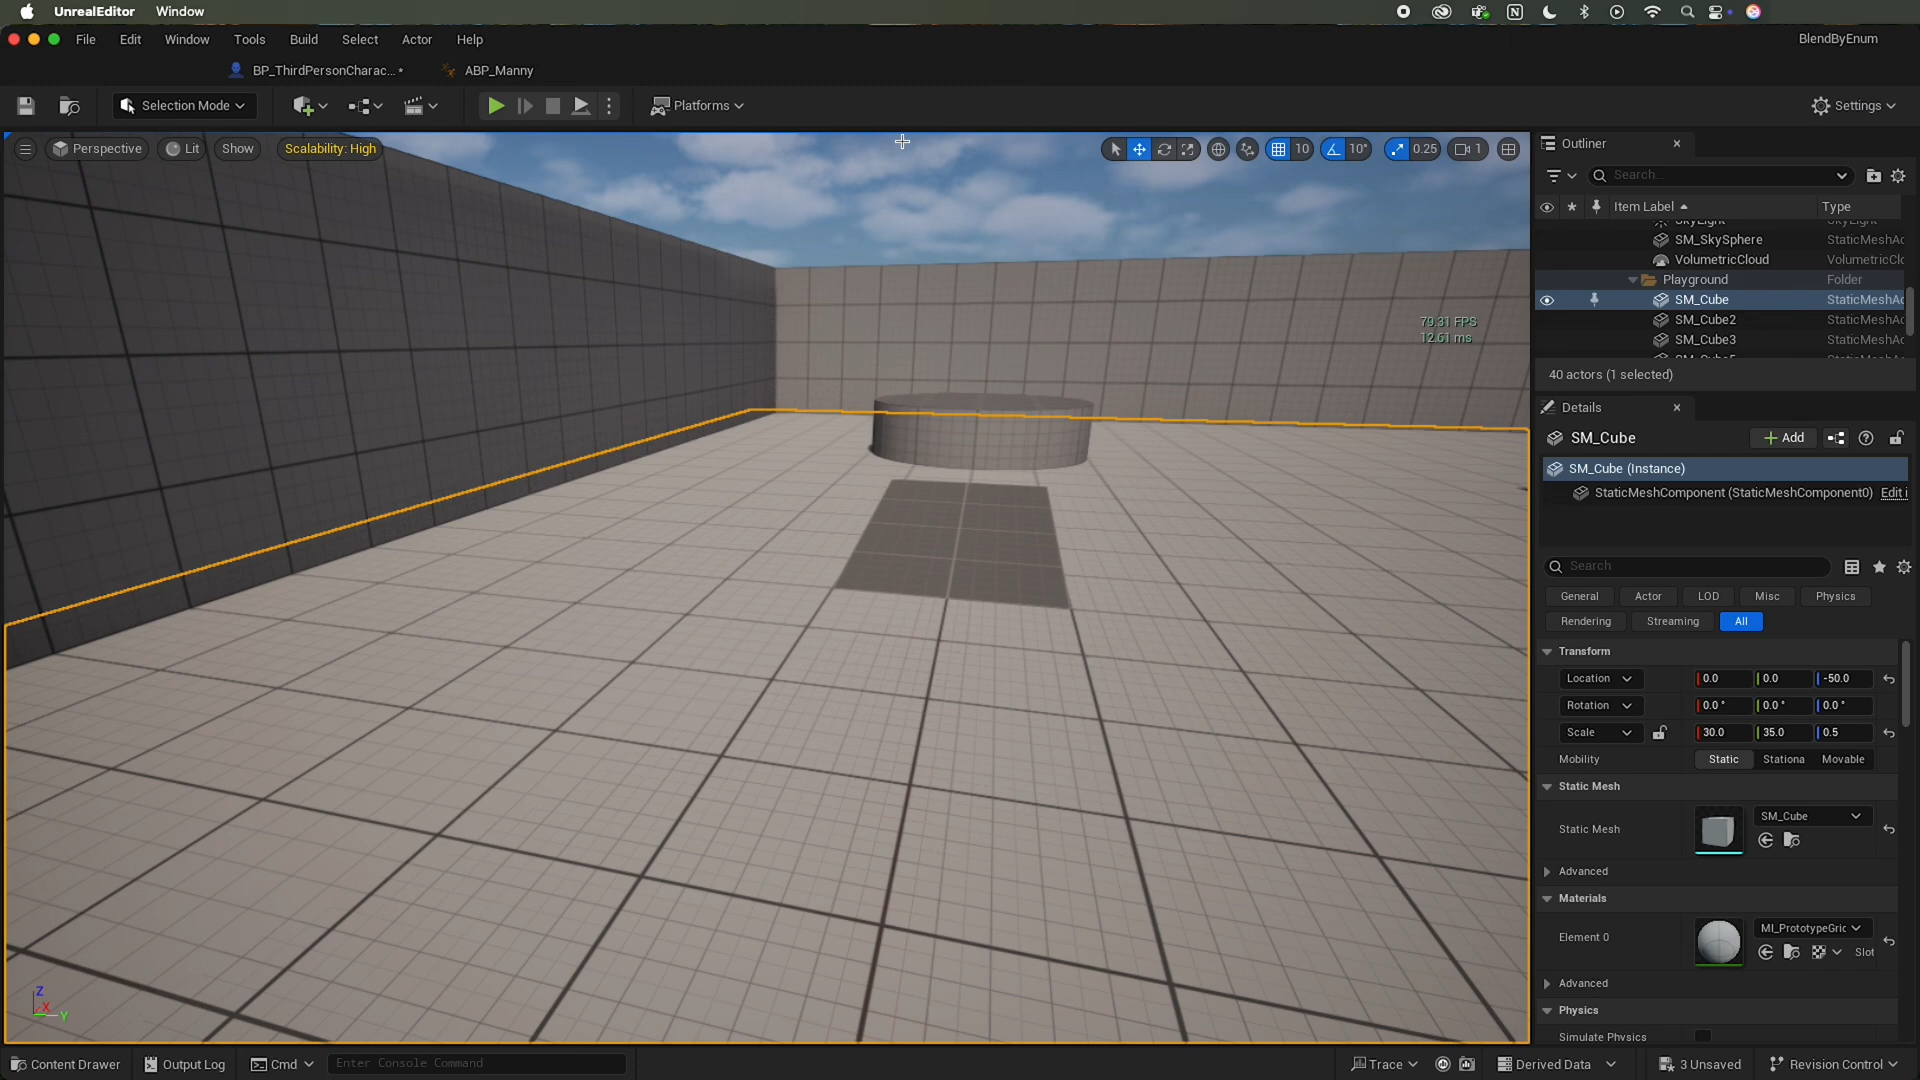 UnrealEditor Window
File Edit Window Tools Build Select Actor Help
BlendByEnum
BP_ThirdPersonCharac...* ABP_Manny
Selection Mode Platforms Settings
Perspective Lit Show Scalability: High 10 10° 0.25 1
79.31 FPS
12.61 ms
Outliner
Search...
Item Label Type
SkyLight SkyLight
SM_SkySphere StaticMeshAc
VolumetricCloud VolumetricClo
Playground Folder
SM_Cube StaticMeshAc
SM_Cube2 StaticMeshAc
SM_Cube3 StaticMeshAc
40 actors (1 selected)
Details
SM_Cube Add
SM_Cube (Instance)
StaticMeshComponent (StaticMeshComponent0) Edit i
Search
General Actor LOD Misc Physics
Rendering Streaming All
Transform
Location 0.0 0.0 -50.0
Rotation 0.0° 0.0° 0.0°
Scale 30.0 35.0 0.5
Mobility Static Stationa Movable
Static Mesh
Static Mesh SM_Cube
Advanced
Materials
Element 0 MI_PrototypeGric
Slot
Advanced
Physics
Simulate Physics
Z
X
Y
Content Drawer Output Log Cmd Enter Console Command Trace Derived Data 3 Unsaved Revision Control